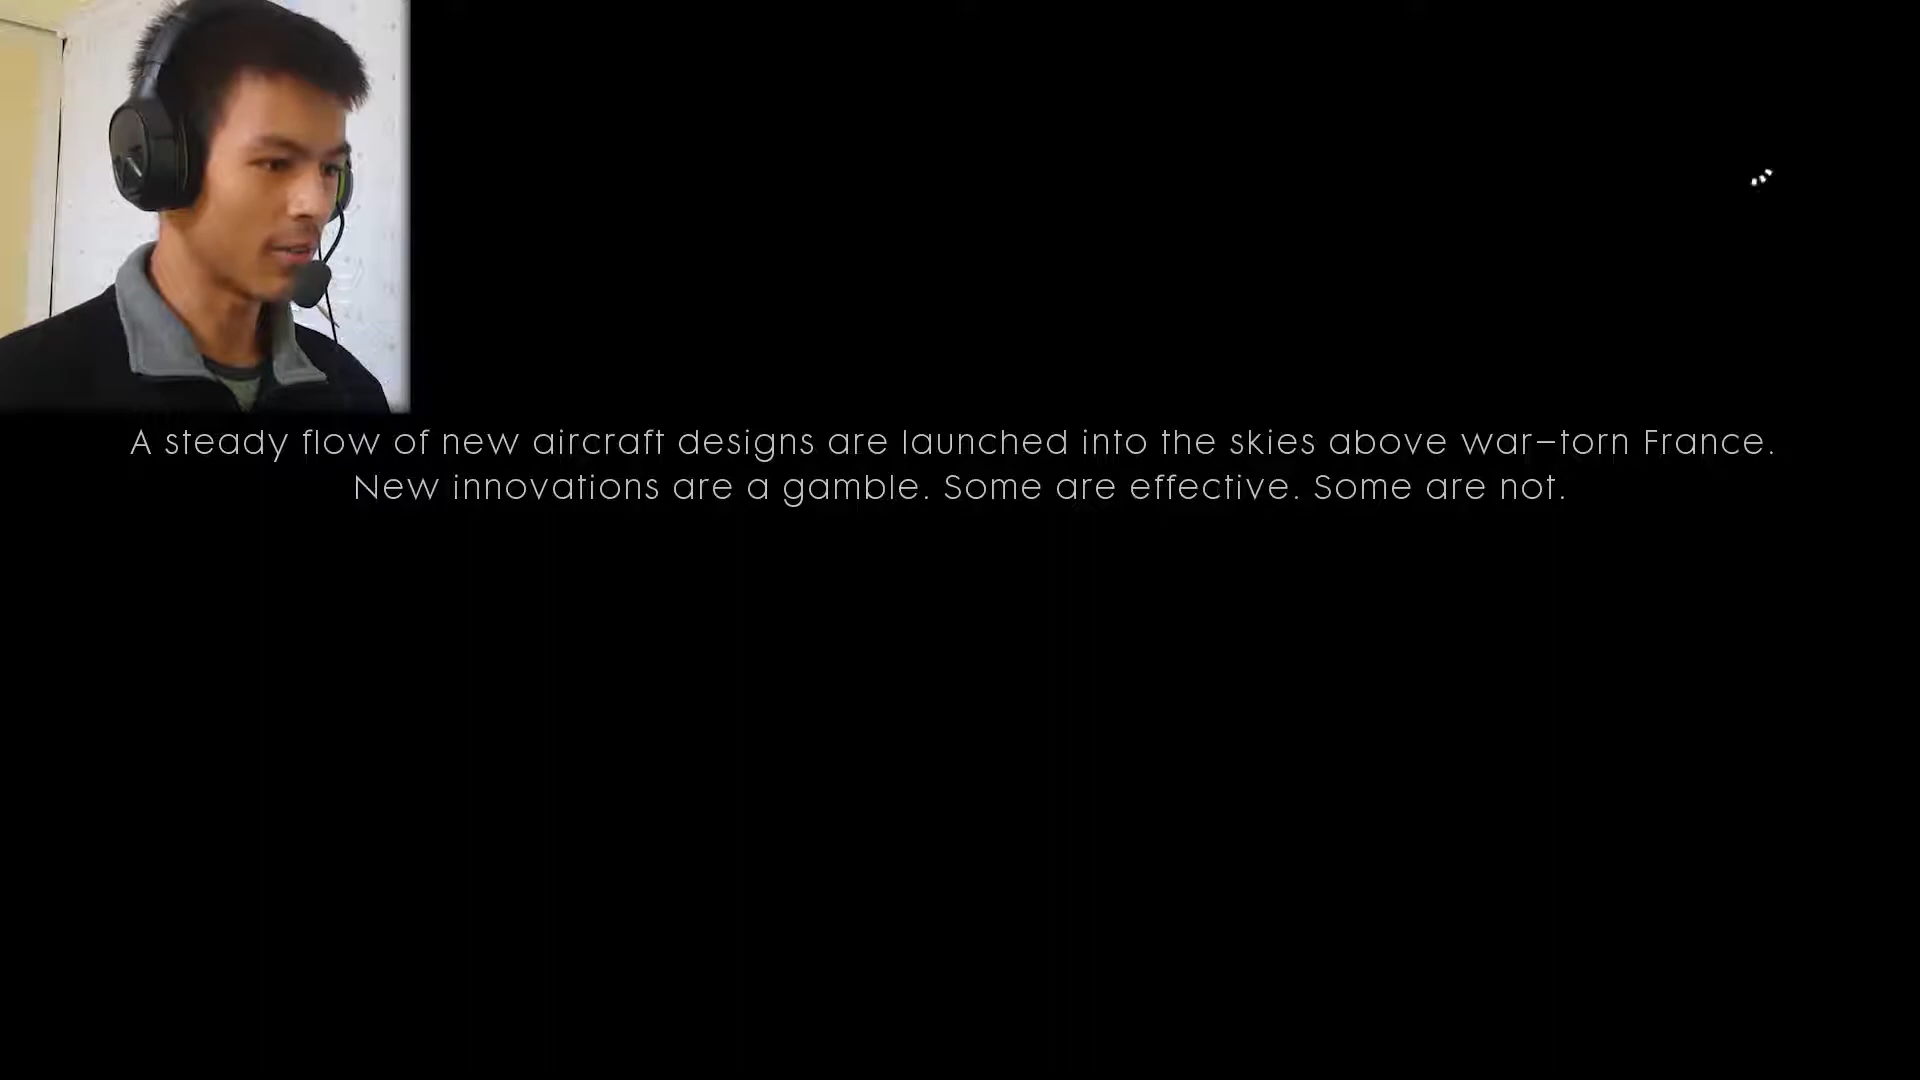 A steady flow of new aircraft designs are launched into the skies above war–torn France.
New innovations are a gamble. Some are effective. Some are not.